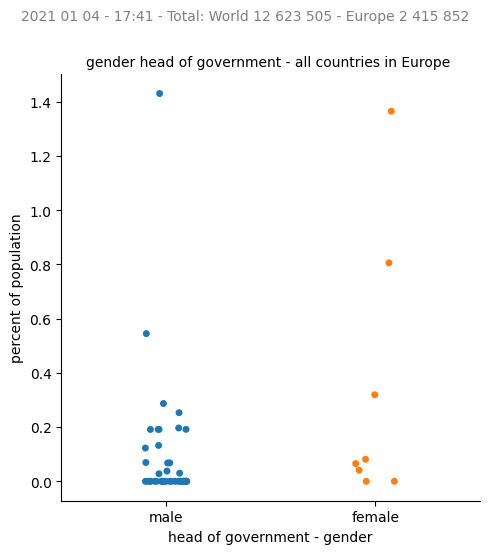 2021 01 04 - 17:41 - Total: World 12 623 505 - Europe 2 415 852
gender head of government - all countries in Europe
1.4
1.2
1.0
0.8
0.6
0.4
0.2
0.0
percent of population
male female
head of government - gender